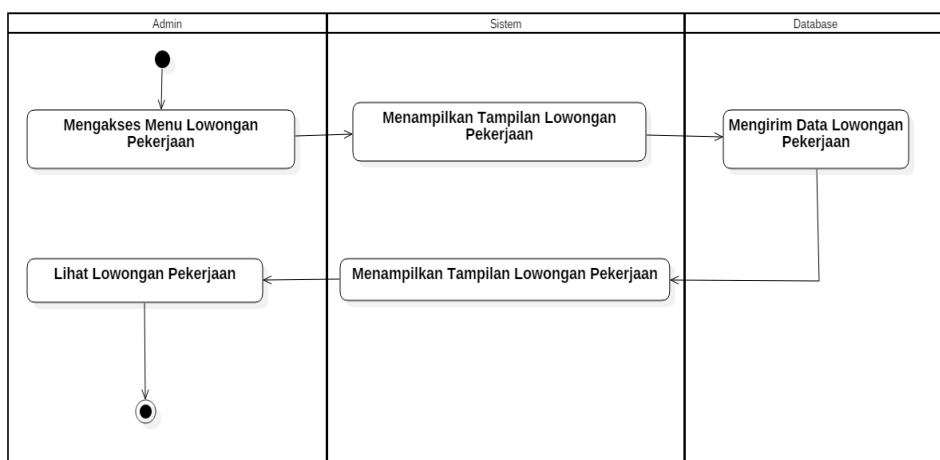 Admin
Sistem
Database
Mengakses Menu Lowongan
Pekerjaan
Menampilkan Tampilan Lowongan
Pekerjaan
Mengirim Data Lowongan
Pekerjaan
Lihat Lowongan Pekerjaan
Menampilkan Tampilan Lowongan Pekerjaan